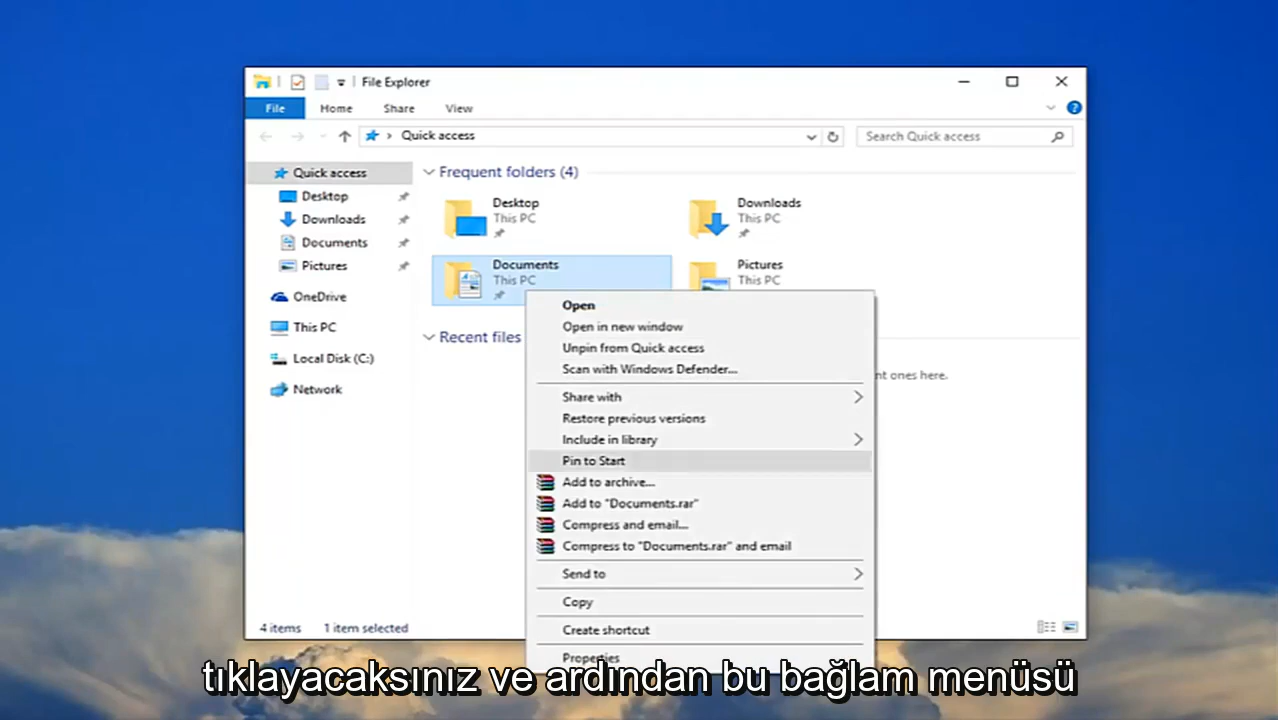 File Explorer
File Home Share View
Quick access
Search Quick access
Quick access
Desktop
Downloads
Documents
Pictures
OneDrive
This PC
Local Disk (C:)
Network
Frequent folders (4)
Desktop
This PC
Downloads
This PC
Documents
This PC
Pictures
This PC
Recent files
nt ones here.
Open
Open in new window
Unpin from Quick access
Scan with Windows Defender...
Share with
Restore previous versions
Include in library
Pin to Start
Add to archive...
Add to "Documents.rar"
Compress and email...
Compress to "Documents.rar" and email
Send to
Copy
Create shortcut
Properties
4 items 1 item selected
tıklayacaksınız ve ardından bu bağlam menüsü